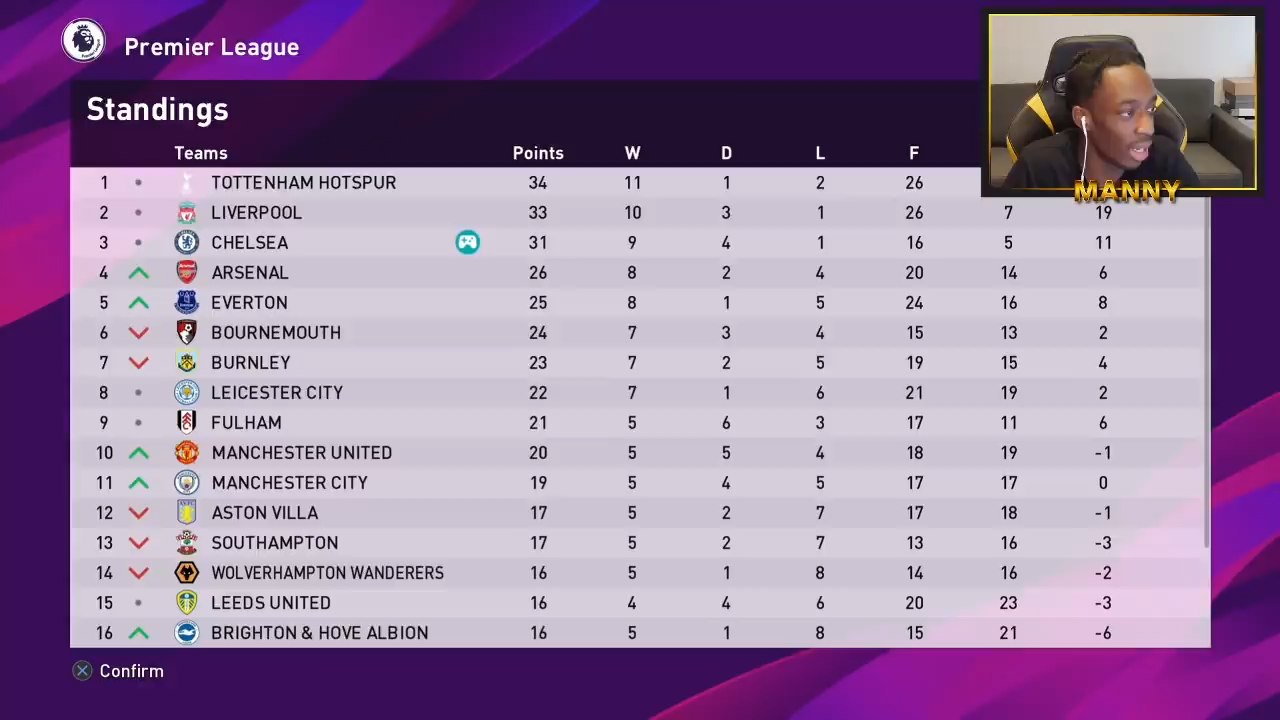 Premier League
Standings
Teams Points W D L F
1 TOTTENHAM HOTSPUR 34 11 1 2 26
2 LIVERPOOL 33 10 3 1 26 7 19
3 CHELSEA 31 9 4 1 16 5 11
4 ARSENAL 26 8 2 4 20 14 6
5 EVERTON 25 8 1 5 24 16 8
6 BOURNEMOUTH 24 7 3 4 15 13 2
7 BURNLEY 23 7 2 5 19 15 4
8 LEICESTER CITY 22 7 1 6 21 19 2
9 FULHAM 21 5 6 3 17 11 6
10 MANCHESTER UNITED 20 5 5 4 18 19 -1
11 MANCHESTER CITY 19 5 4 5 17 17 0
12 ASTON VILLA 17 5 2 7 17 18 -1
13 SOUTHAMPTON 17 5 2 7 13 16 -3
14 WOLVERHAMPTON WANDERERS 16 5 1 8 14 16 -2
15 LEEDS UNITED 16 4 4 6 20 23 -3
16 BRIGHTON & HOVE ALBION 16 5 1 8 15 21 -6
Confirm
MANNY